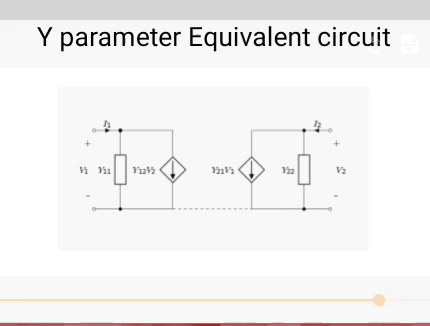 Y parameter Equivalent circuit
I1 I2
+ +
V1 Y11 Y12V2 Y21V1 Y22 V2
- -